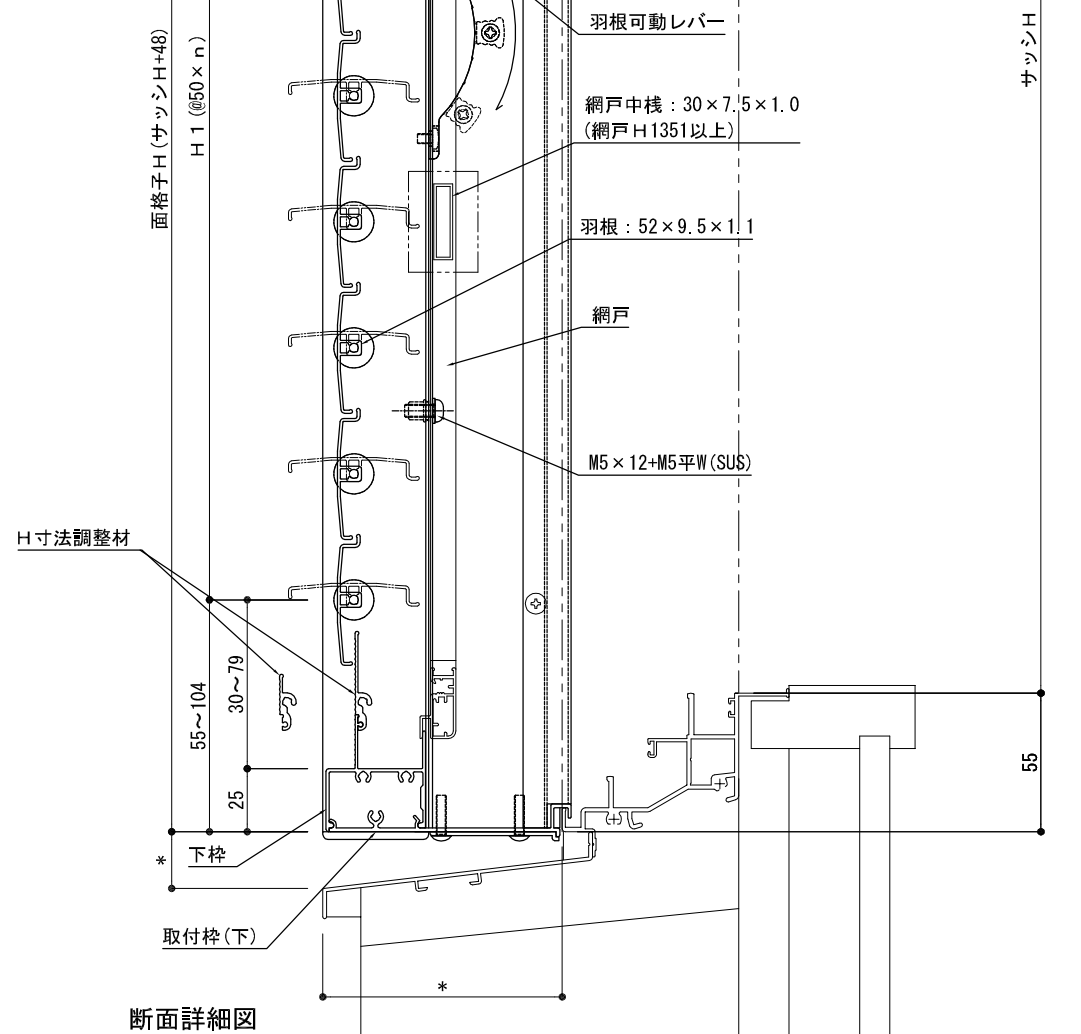 羽根可動レバー
面格子H(サッシH+48)
H1(@50×n)
サッシH
網戸中桟：30×7.5×1.0
(網戸H1351以上)
羽根：52×9.5×1.1
網戸
M5×12+M5平W(SUS)
H寸法調整材
30～79
55～104
25
55
*
下枠
取付枠(下)
*
断面詳細図